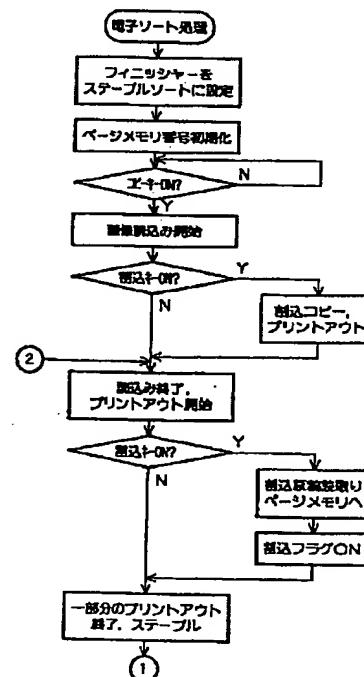 電子ソート処理
フィニッシャーを
ステープルソートに設定
ページメモリ番号初期化
コピーキーON?
N
Y
画像読込み開始
割込キーON?
Y
N
割込コピー,
プリントアウト
2
読込み終了,
プリントアウト開始
割込キーON?
Y
N
割込原稿読取り
ページメモリへ
割込フラグON
一部分のプリントアウト
終了, ステープル
1